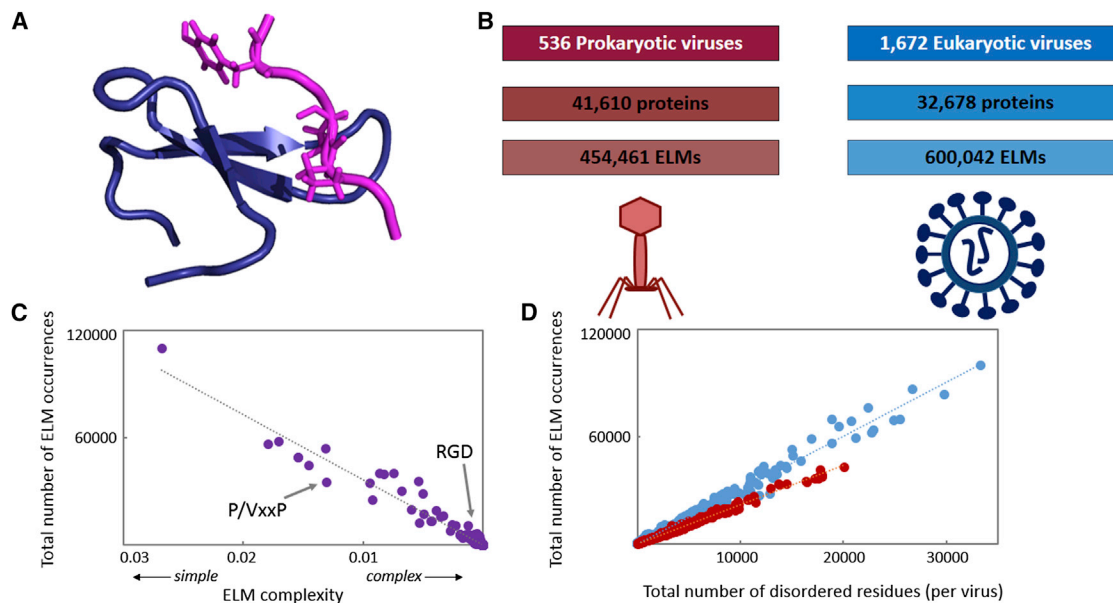 A
B
536 Prokaryotic viruses
1,672 Eukaryotic viruses
41,610 proteins
32,678 proteins
454,461 ELMs
600,042 ELMs
C
Total number of ELM occurrences
120000
60000
RGD
P/VxxP
0.03
0.02
0.01
simple
complex
ELM complexity
D
Total number of ELM occurrences
120000
60000
10000
20000
30000
Total number of disordered residues (per virus)